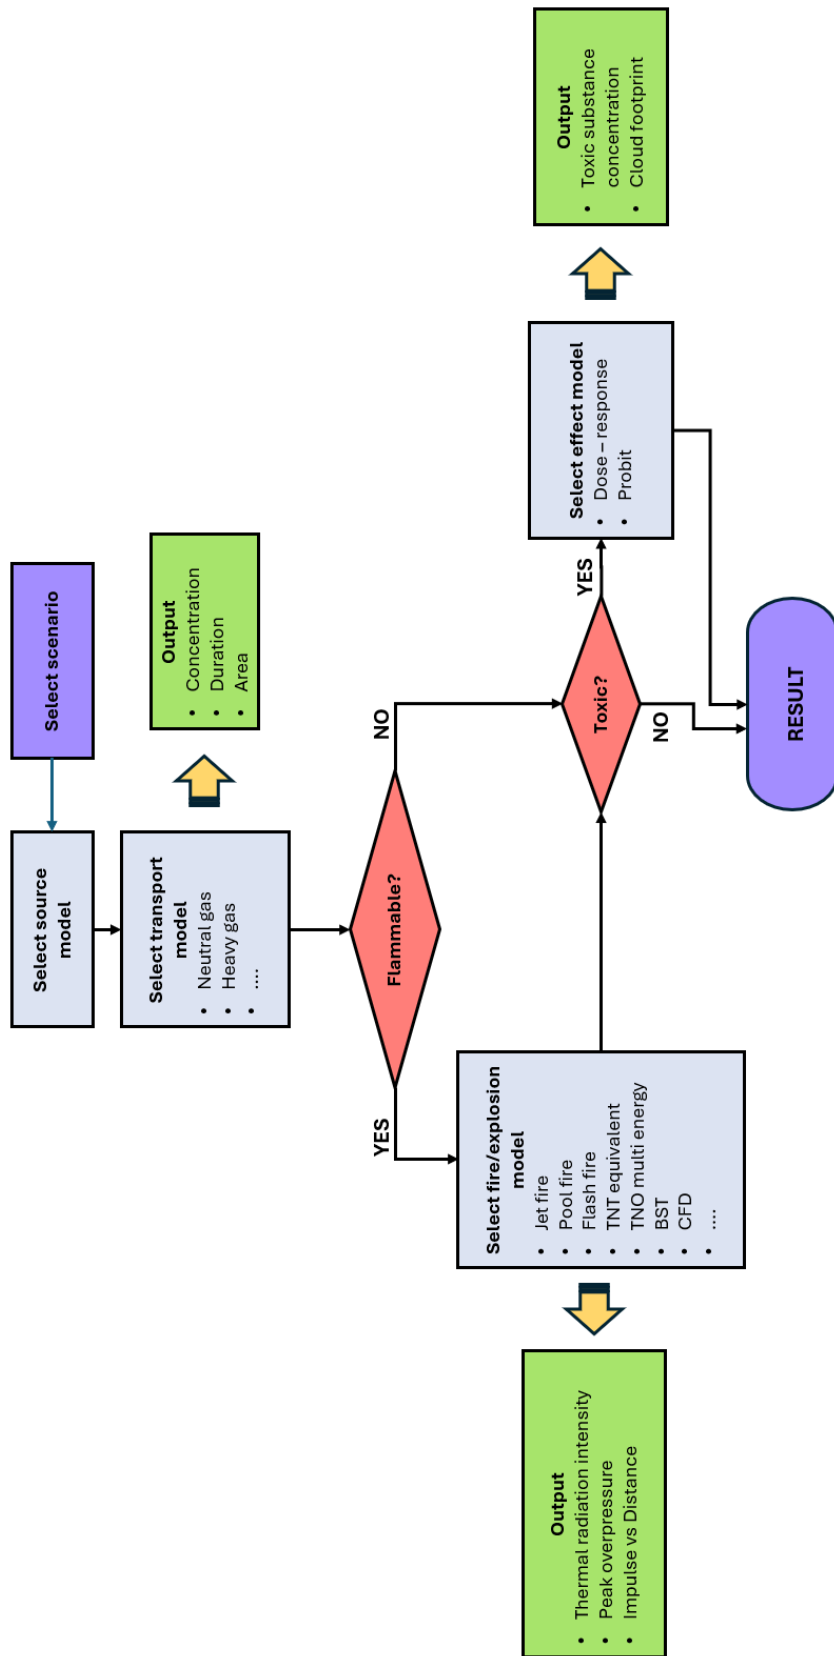 Select scenario
Select source
model
Select transport
model
• Neutral gas
• Heavy gas
• ....
Output
• Concentration
• Duration
• Area
Flammable?
YES
NO
Select fire/explosion
model
• Jet fire
• Pool fire
• Flash fire
• TNT equivalent
• TNO multi energy
• BST
• CFD
• ....
Output
• Thermal radiation intensity
• Peak overpressure
• Impulse vs Distance
Toxic?
YES
NO
Select effect model
• Dose – response
• Probit
Output
• Toxic substance
concentration
• Cloud footprint
RESULT